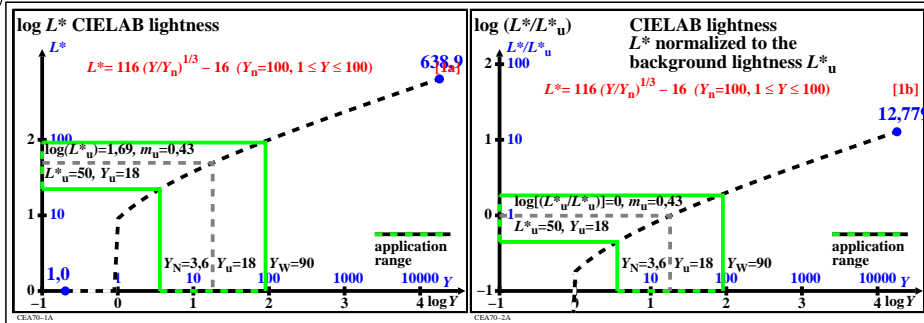 log L* CIELAB lightness
L*
638,9
L*= 116 (Y/Yn)^1/3 – 16 (Yn=100, 1 ≤ Y ≤ 100) [1a]
2 100
log(L*u)=1,69, mu=0,43
L*u=50, Yu=18
1 10
application
range
YN=3,6 Yu=18 YW=90
1,0
1 10 100 1000 10000 Y
0
–1 0 1 2 3 4 log Y
CEA70–1A
log (L*/L*u) CIELAB lightness
L*/L*u L* normalized to the
background lightness L*u
2 100
L*= 116 (Y/Yn)^1/3 – 16 (Yn=100, 1 ≤ Y ≤ 100) [1b]
12,779
1 10
log[(L*u/L*u)]=0, mu=0,43
0 1
L*u=50, Yu=18
application
range
YN=3,6 Yu=18 YW=90
1 10 100 1000 10000 Y
–1
–1 0 1 2 3 4 log Y
CEA70–2A